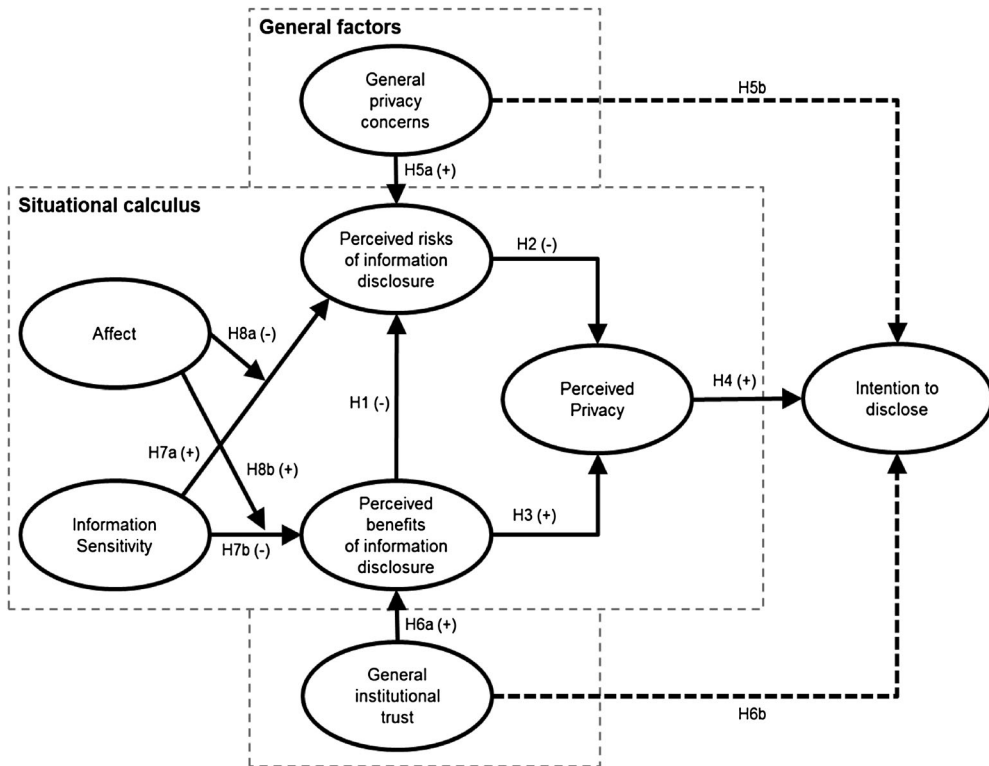 General factors
General
privacy
concerns
H5b
H5a (+)
Situational calculus
Perceived risks
of information
disclosure
H2 (-)
Affect
H8a (-)
H1 (-)
Perceived
Privacy
H4 (+)
Intention to
disclose
H7a (+)
H8b (+)
Information
Sensitivity
H7b (-)
Perceived
benefits
of information
disclosure
H3 (+)
H6a (+)
General
institutional
trust
H6b